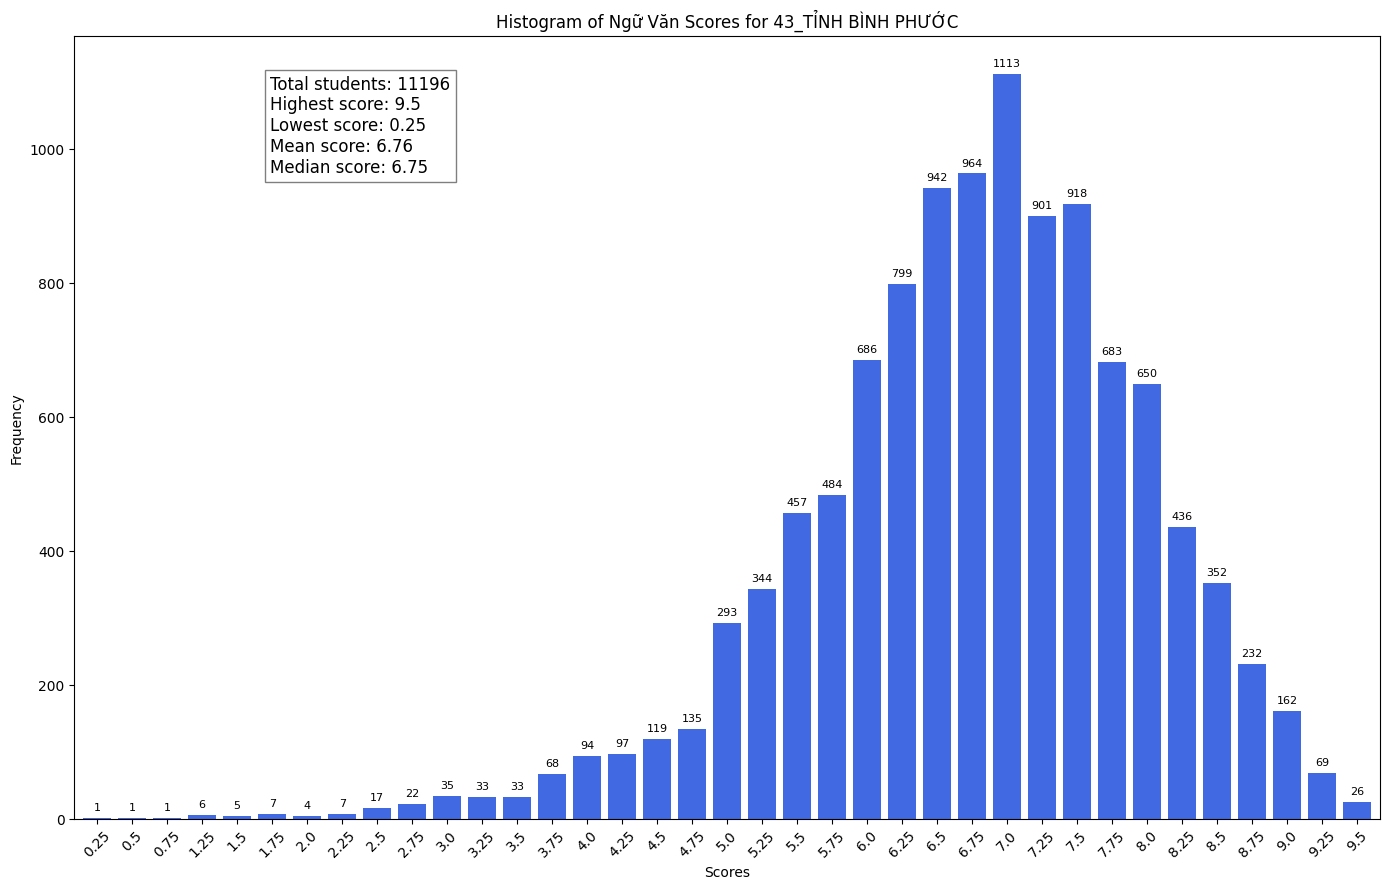 Histogram of Ngữ Văn Scores for 43_TỈNH BÌNH PHƯỚC
Total students: 11196
Highest score: 9.5
Lowest score: 0.25
Mean score: 6.76
Median score: 6.75
Frequency
1000
800
600
400
200
0
1 1 1 6 5 7 4 7 17 22 35 33 33 68 94 97 119 135 293 344 457 484 686 799 942 964 1113 901 918 683 650 436 352 232 162 69 26
0.25 0.5 0.75 1.25 1.5 1.75 2.0 2.25 2.5 2.75 3.0 3.25 3.5 3.75 4.0 4.25 4.5 4.75 5.0 5.25 5.5 5.75 6.0 6.25 6.5 6.75 7.0 7.25 7.5 7.75 8.0 8.25 8.5 8.75 9.0 9.25 9.5
Scores